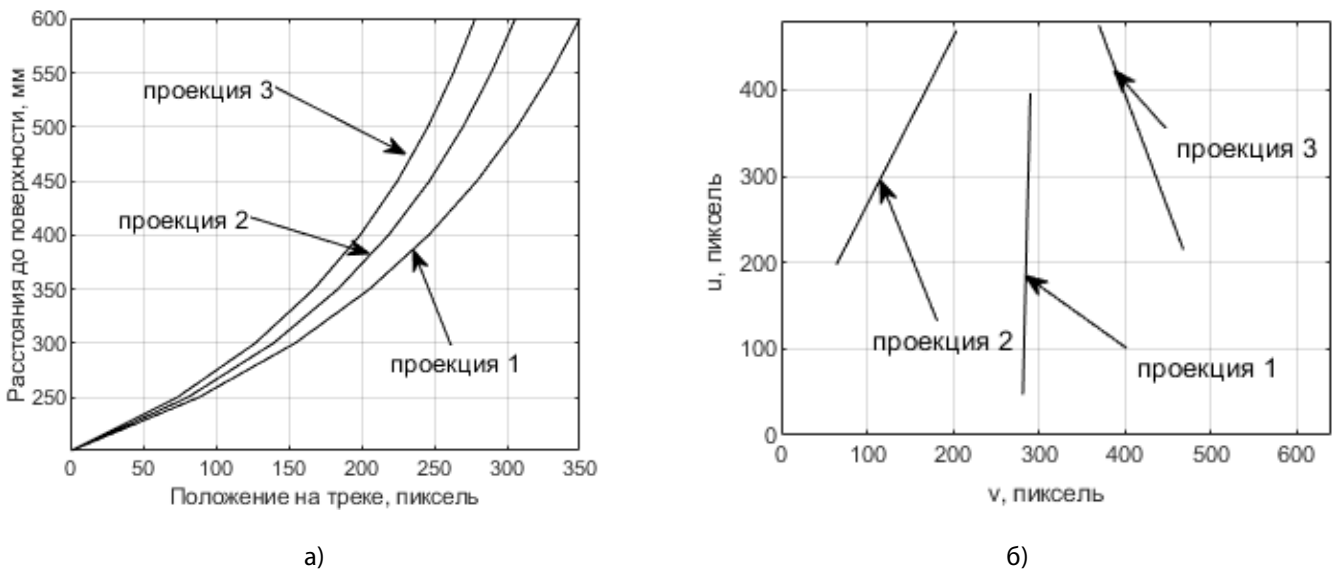 600
550
500
450
400
350
300
250
Расстояния до поверхности, мм
проекция 3
проекция 2
проекция 1
0 50 100 150 200 250 300 350
Положение на треке, пиксель
а)
400
300
200
100
0
u, пиксель
проекция 3
проекция 2
проекция 1
0 100 200 300 400 500 600
v, пиксель
б)